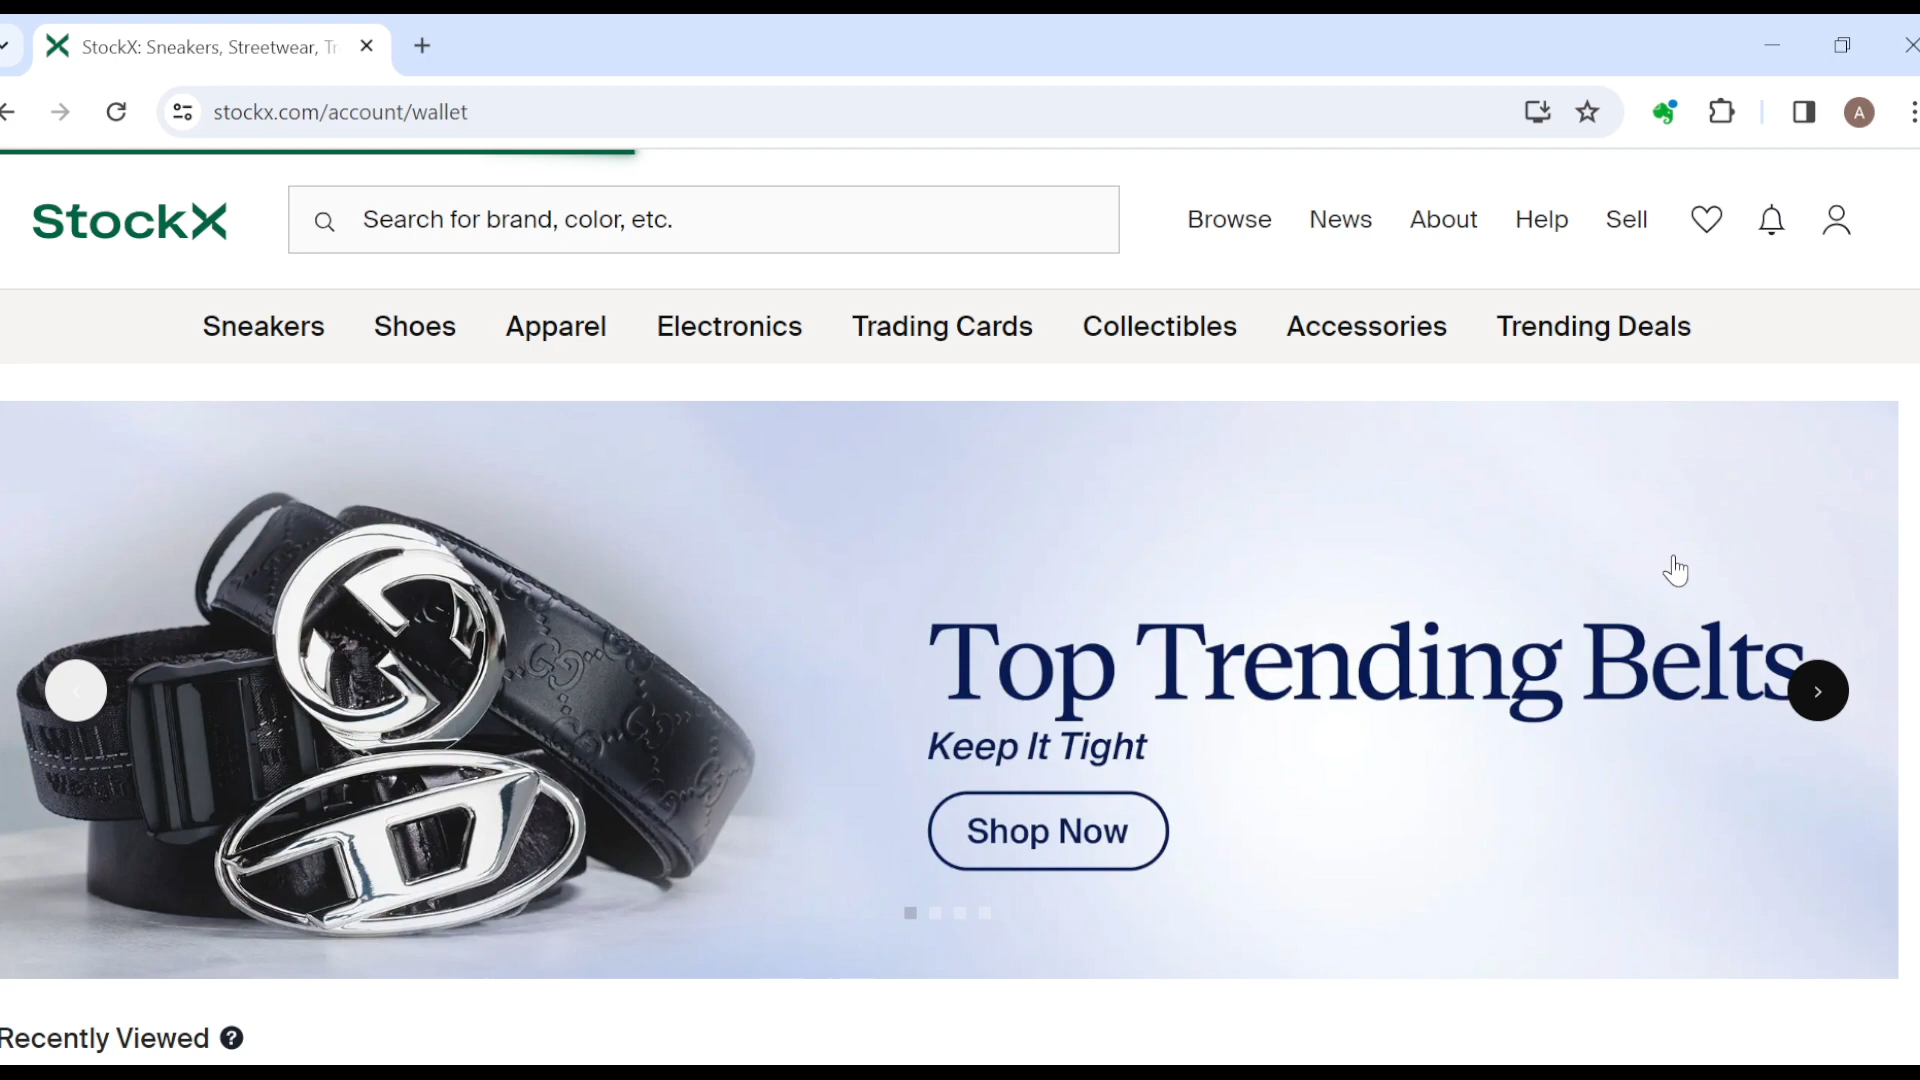 StockX: Sneakers, Streetwear, Tr
stockx.com/account/wallet
A
StockX
Search for brand, color, etc.
Browse News About Help Sell
Sneakers Shoes Apparel Electronics Trading Cards Collectibles Accessories Trending Deals
Top Trending Belts
Keep It Tight
Shop Now
Recently Viewed ?